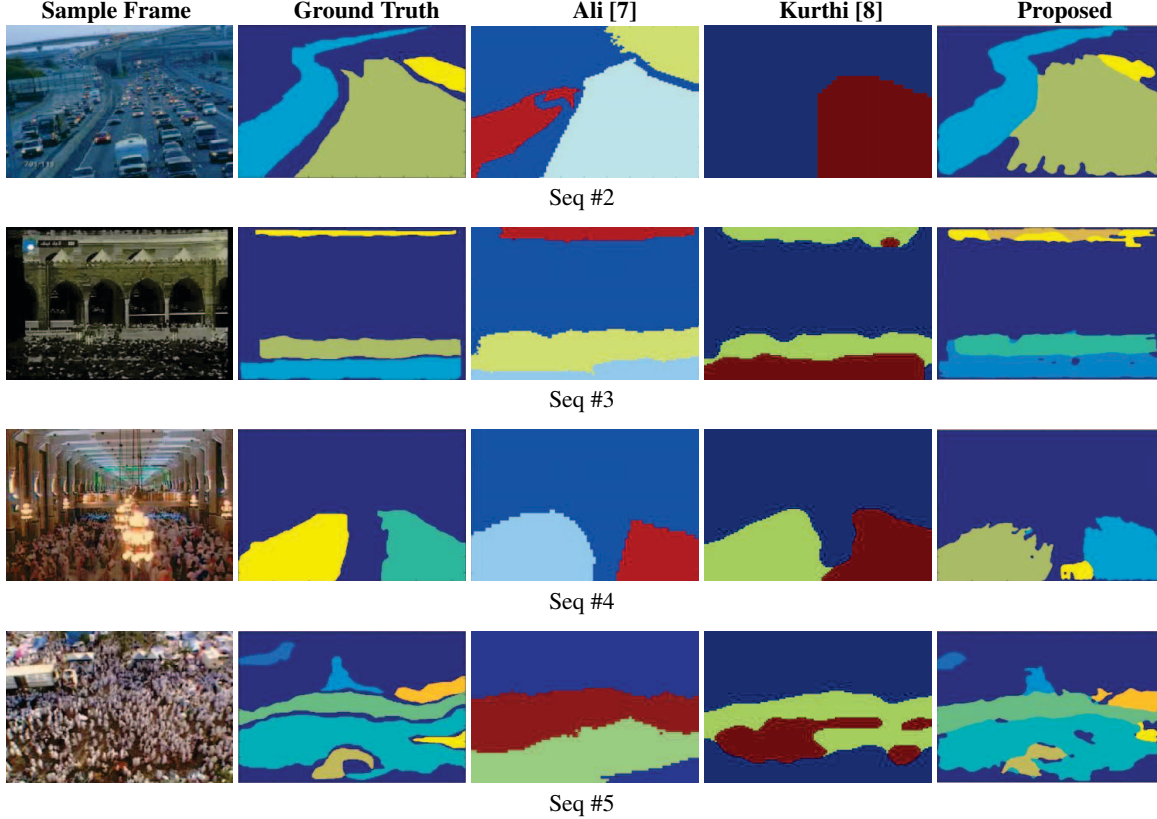 Sample Frame Ground Truth Ali [7] Kurthi [8] Proposed
Seq #2
Seq #3
Seq #4
Seq #5